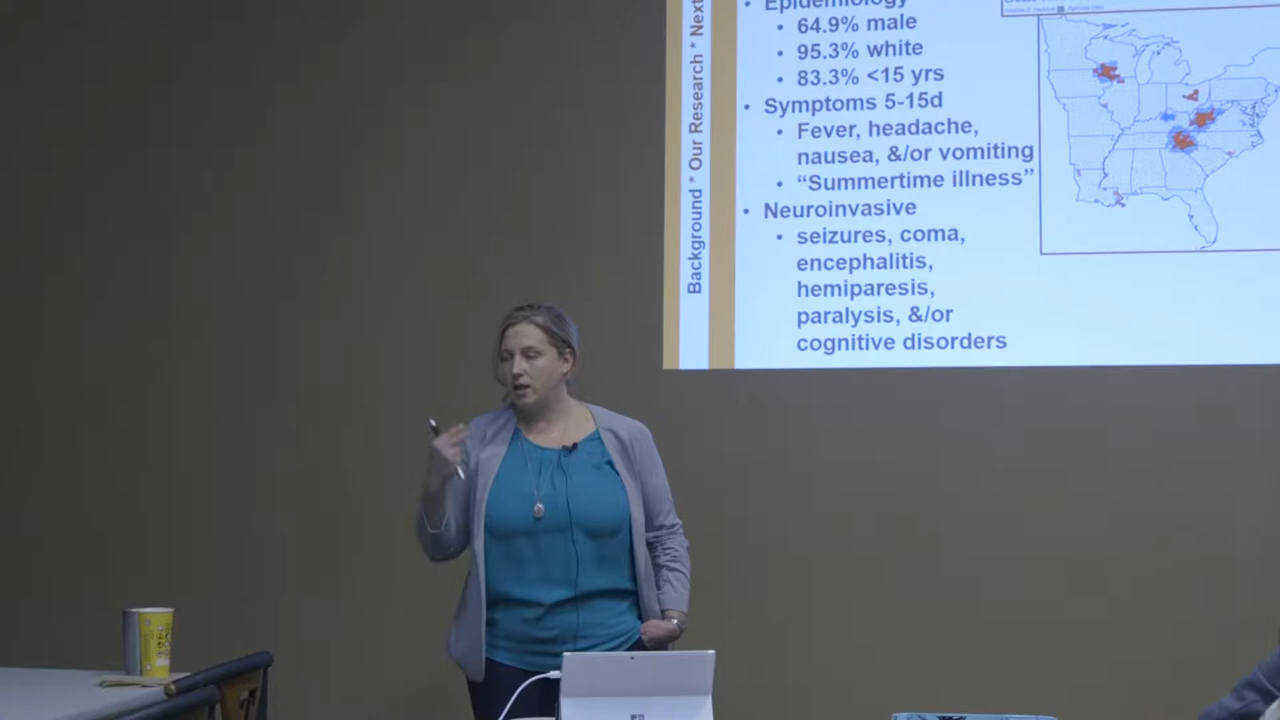 Background * Our Research * Next
• Epidemiology
• 64.9% male
• 95.3% white
• 83.3% <15 yrs
• Symptoms 5-15d
• Fever, headache,
nausea, &/or vomiting
• “Summertime illness”
• Neuroinvasive
• seizures, coma,
encephalitis,
hemiparesis,
paralysis, &/or
cognitive disorders